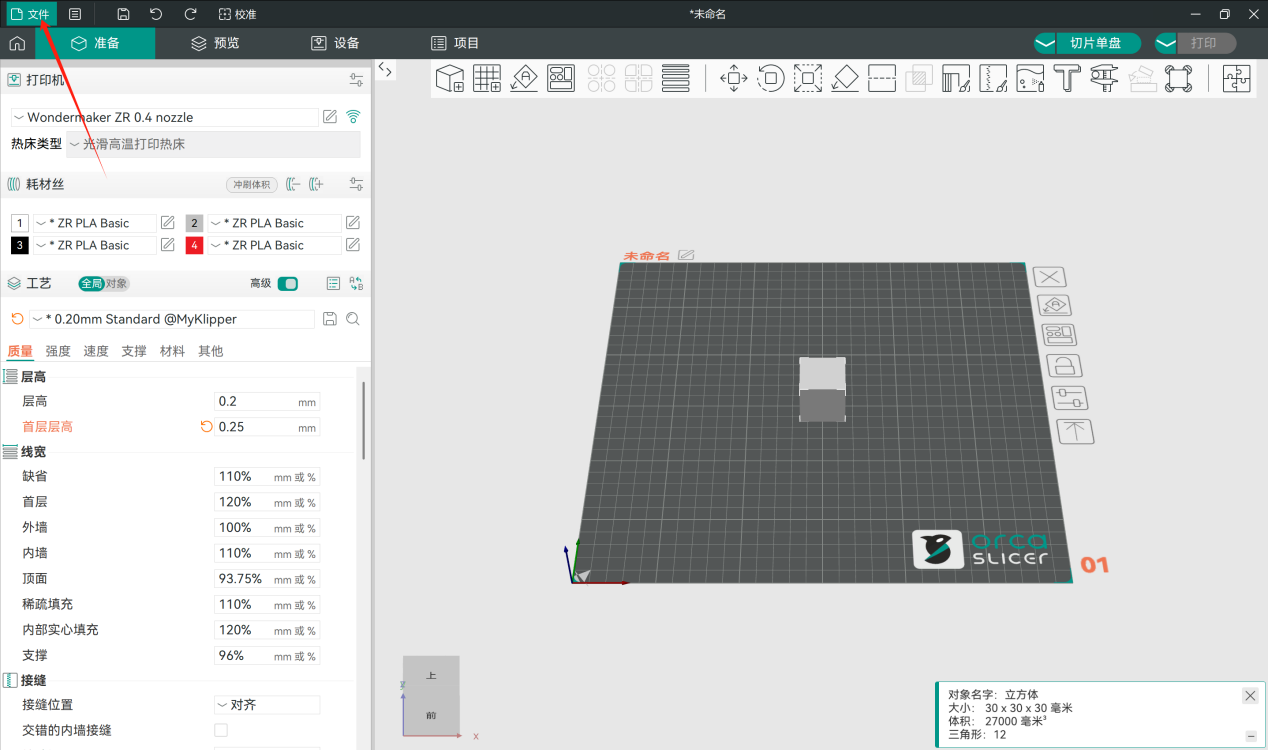 文件
校准
*未命名
准备
预览
设备
项目
切片单盘
打印
打印机
Wondermaker ZR 0.4 nozzle
热床类型
光滑高温打印热床
耗材丝
冲刷体积
1 * ZR PLA Basic
2 * ZR PLA Basic
3 * ZR PLA Basic
4 * ZR PLA Basic
工艺
全局 对象
高级
* 0.20mm Standard @MyKlipper
质量 强度 速度 支撑 材料 其他
层高
层高 0.2 mm
首层层高 0.25 mm
线宽
缺省 110% mm 或 %
首层 120% mm 或 %
外墙 100% mm 或 %
内墙 110% mm 或 %
顶面 93.75% mm 或 %
稀疏填充 110% mm 或 %
内部实心填充 120% mm 或 %
支撑 96% mm 或 %
接缝
接缝位置 对齐
交错的内墙接缝
未命名
orca
SLICER
01
上
前
x
对象名字: 立方体
大小: 30 x 30 x 30 毫米
体积: 27000 毫米³
三角形: 12